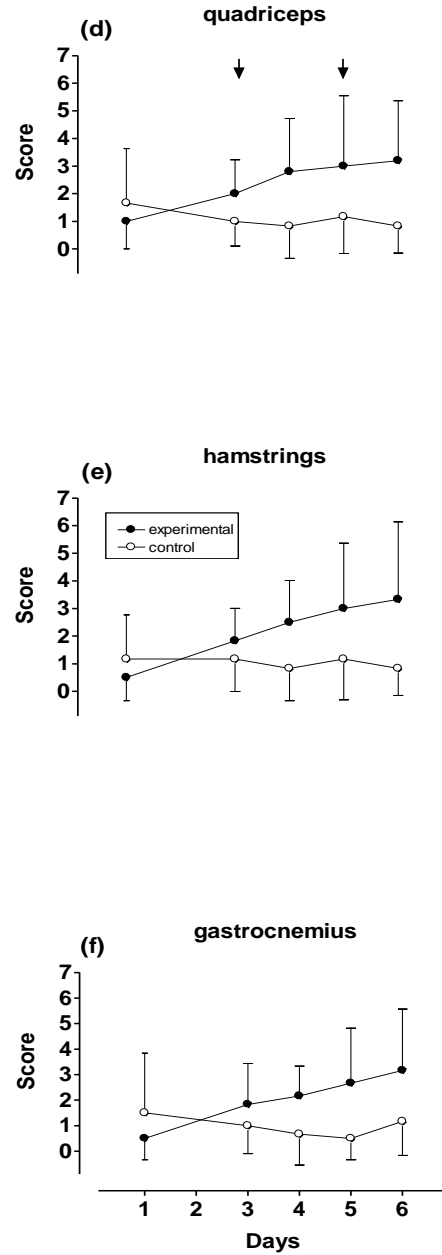 (d)
quadriceps
7
6
5
4
3
2
1
0
Score
(e)
hamstrings
7
6
5
4
3
2
1
0
Score
experimental
control
(f)
gastrocnemius
7
6
5
4
3
2
1
0
Score
1 2 3 4 5 6
Days